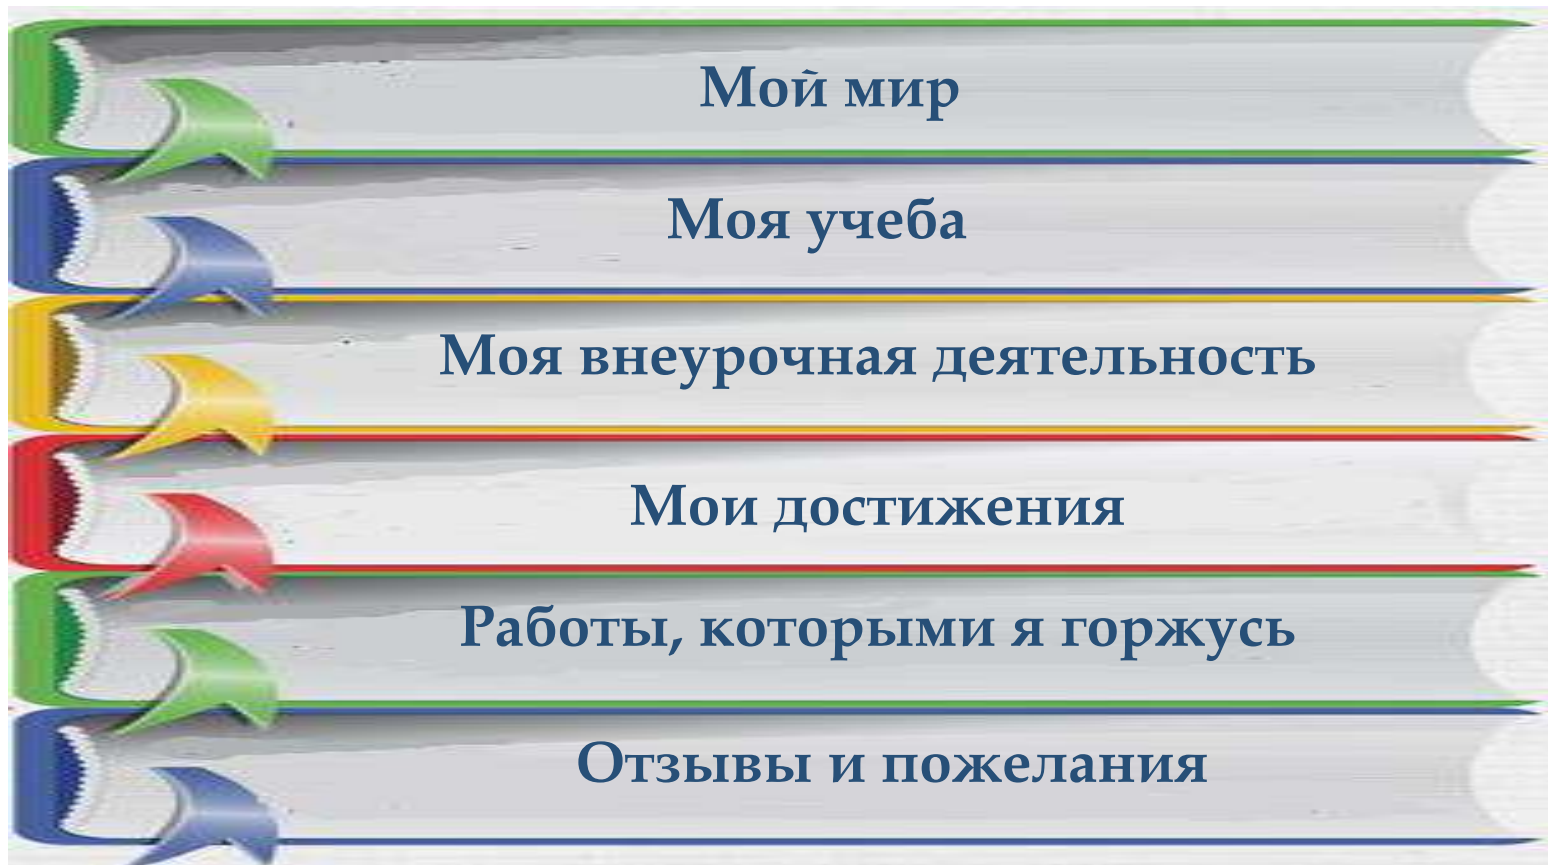 Мой мир
Моя учеба
Моя внеурочная деятельность
Мои достижения
Работы, которыми я горжусь
Отзывы и пожелания